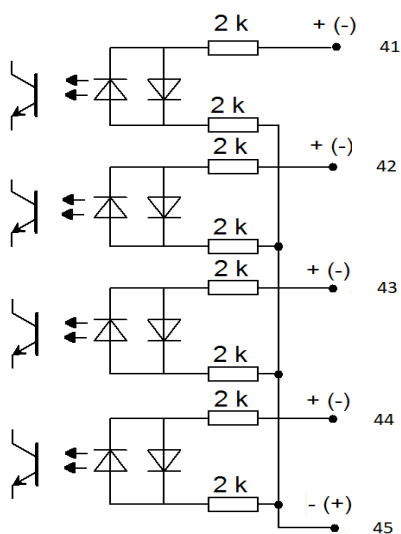 2 k + (-) 41
2 k
2 k + (-) 42
2 k
2 k + (-) 43
2 k
2 k + (-) 44
2 k - (+)
45